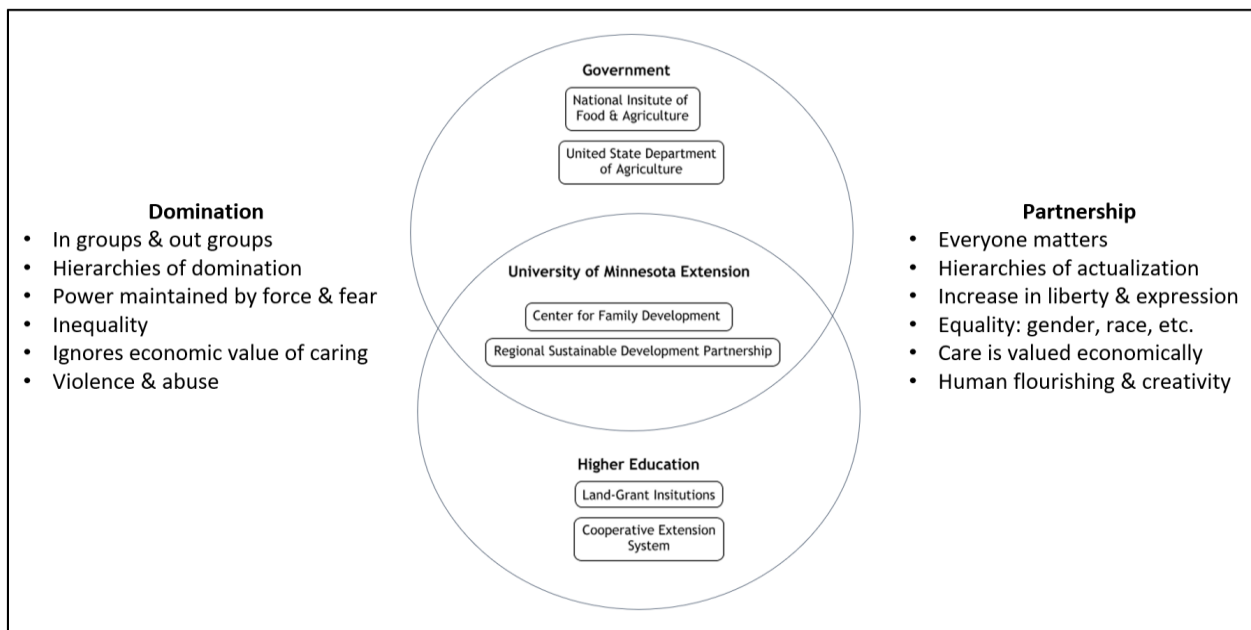 Government
National Insitute of
Food & Agriculture
United State Department
of Agriculture
Domination
• In groups & out groups
• Hierarchies of domination
• Power maintained by force & fear
• Inequality
• Ignores economic value of caring
• Violence & abuse
University of Minnesota Extension
Center for Family Development
Regional Sustainable Development Partnership
Partnership
• Everyone matters
• Hierarchies of actualization
• Increase in liberty & expression
• Equality: gender, race, etc.
• Care is valued economically
• Human flourishing & creativity
Higher Education
Land-Grant Insitutions
Cooperative Extension
System